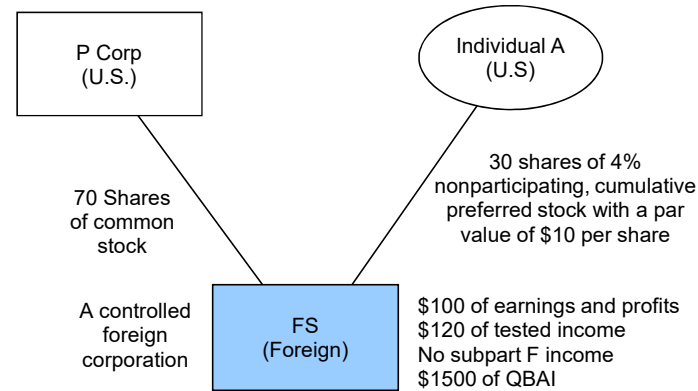 P Corp
(U.S.)
Individual A
(U.S)
70 Shares
of common
stock
30 shares of 4%
nonparticipating, cumulative
preferred stock with a par
value of $10 per share
A controlled
foreign
corporation
FS
(Foreign)
$100 of earnings and profits
$120 of tested income
No subpart F income
$1500 of QBAI